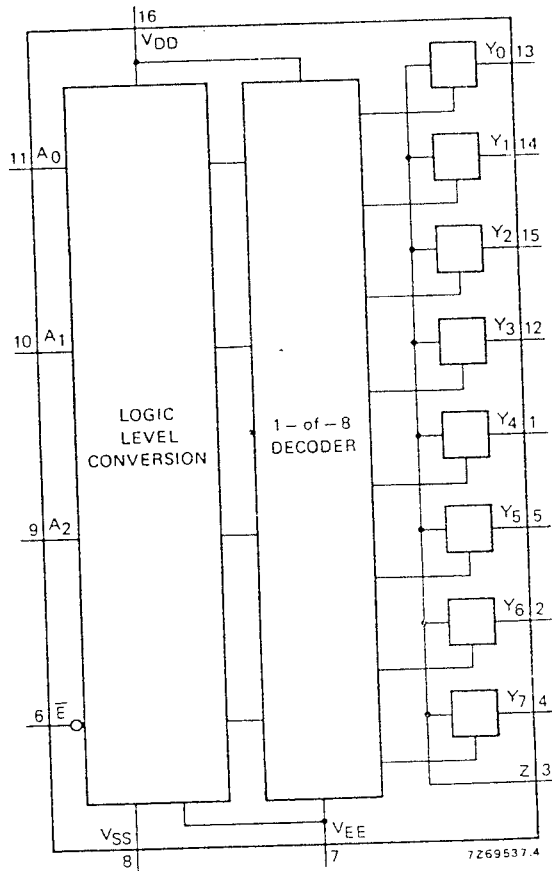 16
VDD
Y0 13
11 A0
Y1 14
Y2 15
10 A1
Y3 12
LOGIC
LEVEL
CONVERSION
1-of-8
DECODER
Y4 1
9 A2
Y5 5
Y6 2
6 E̅
Y7 4
Z 3
VSS
VEE
8
7
7Z69537.4